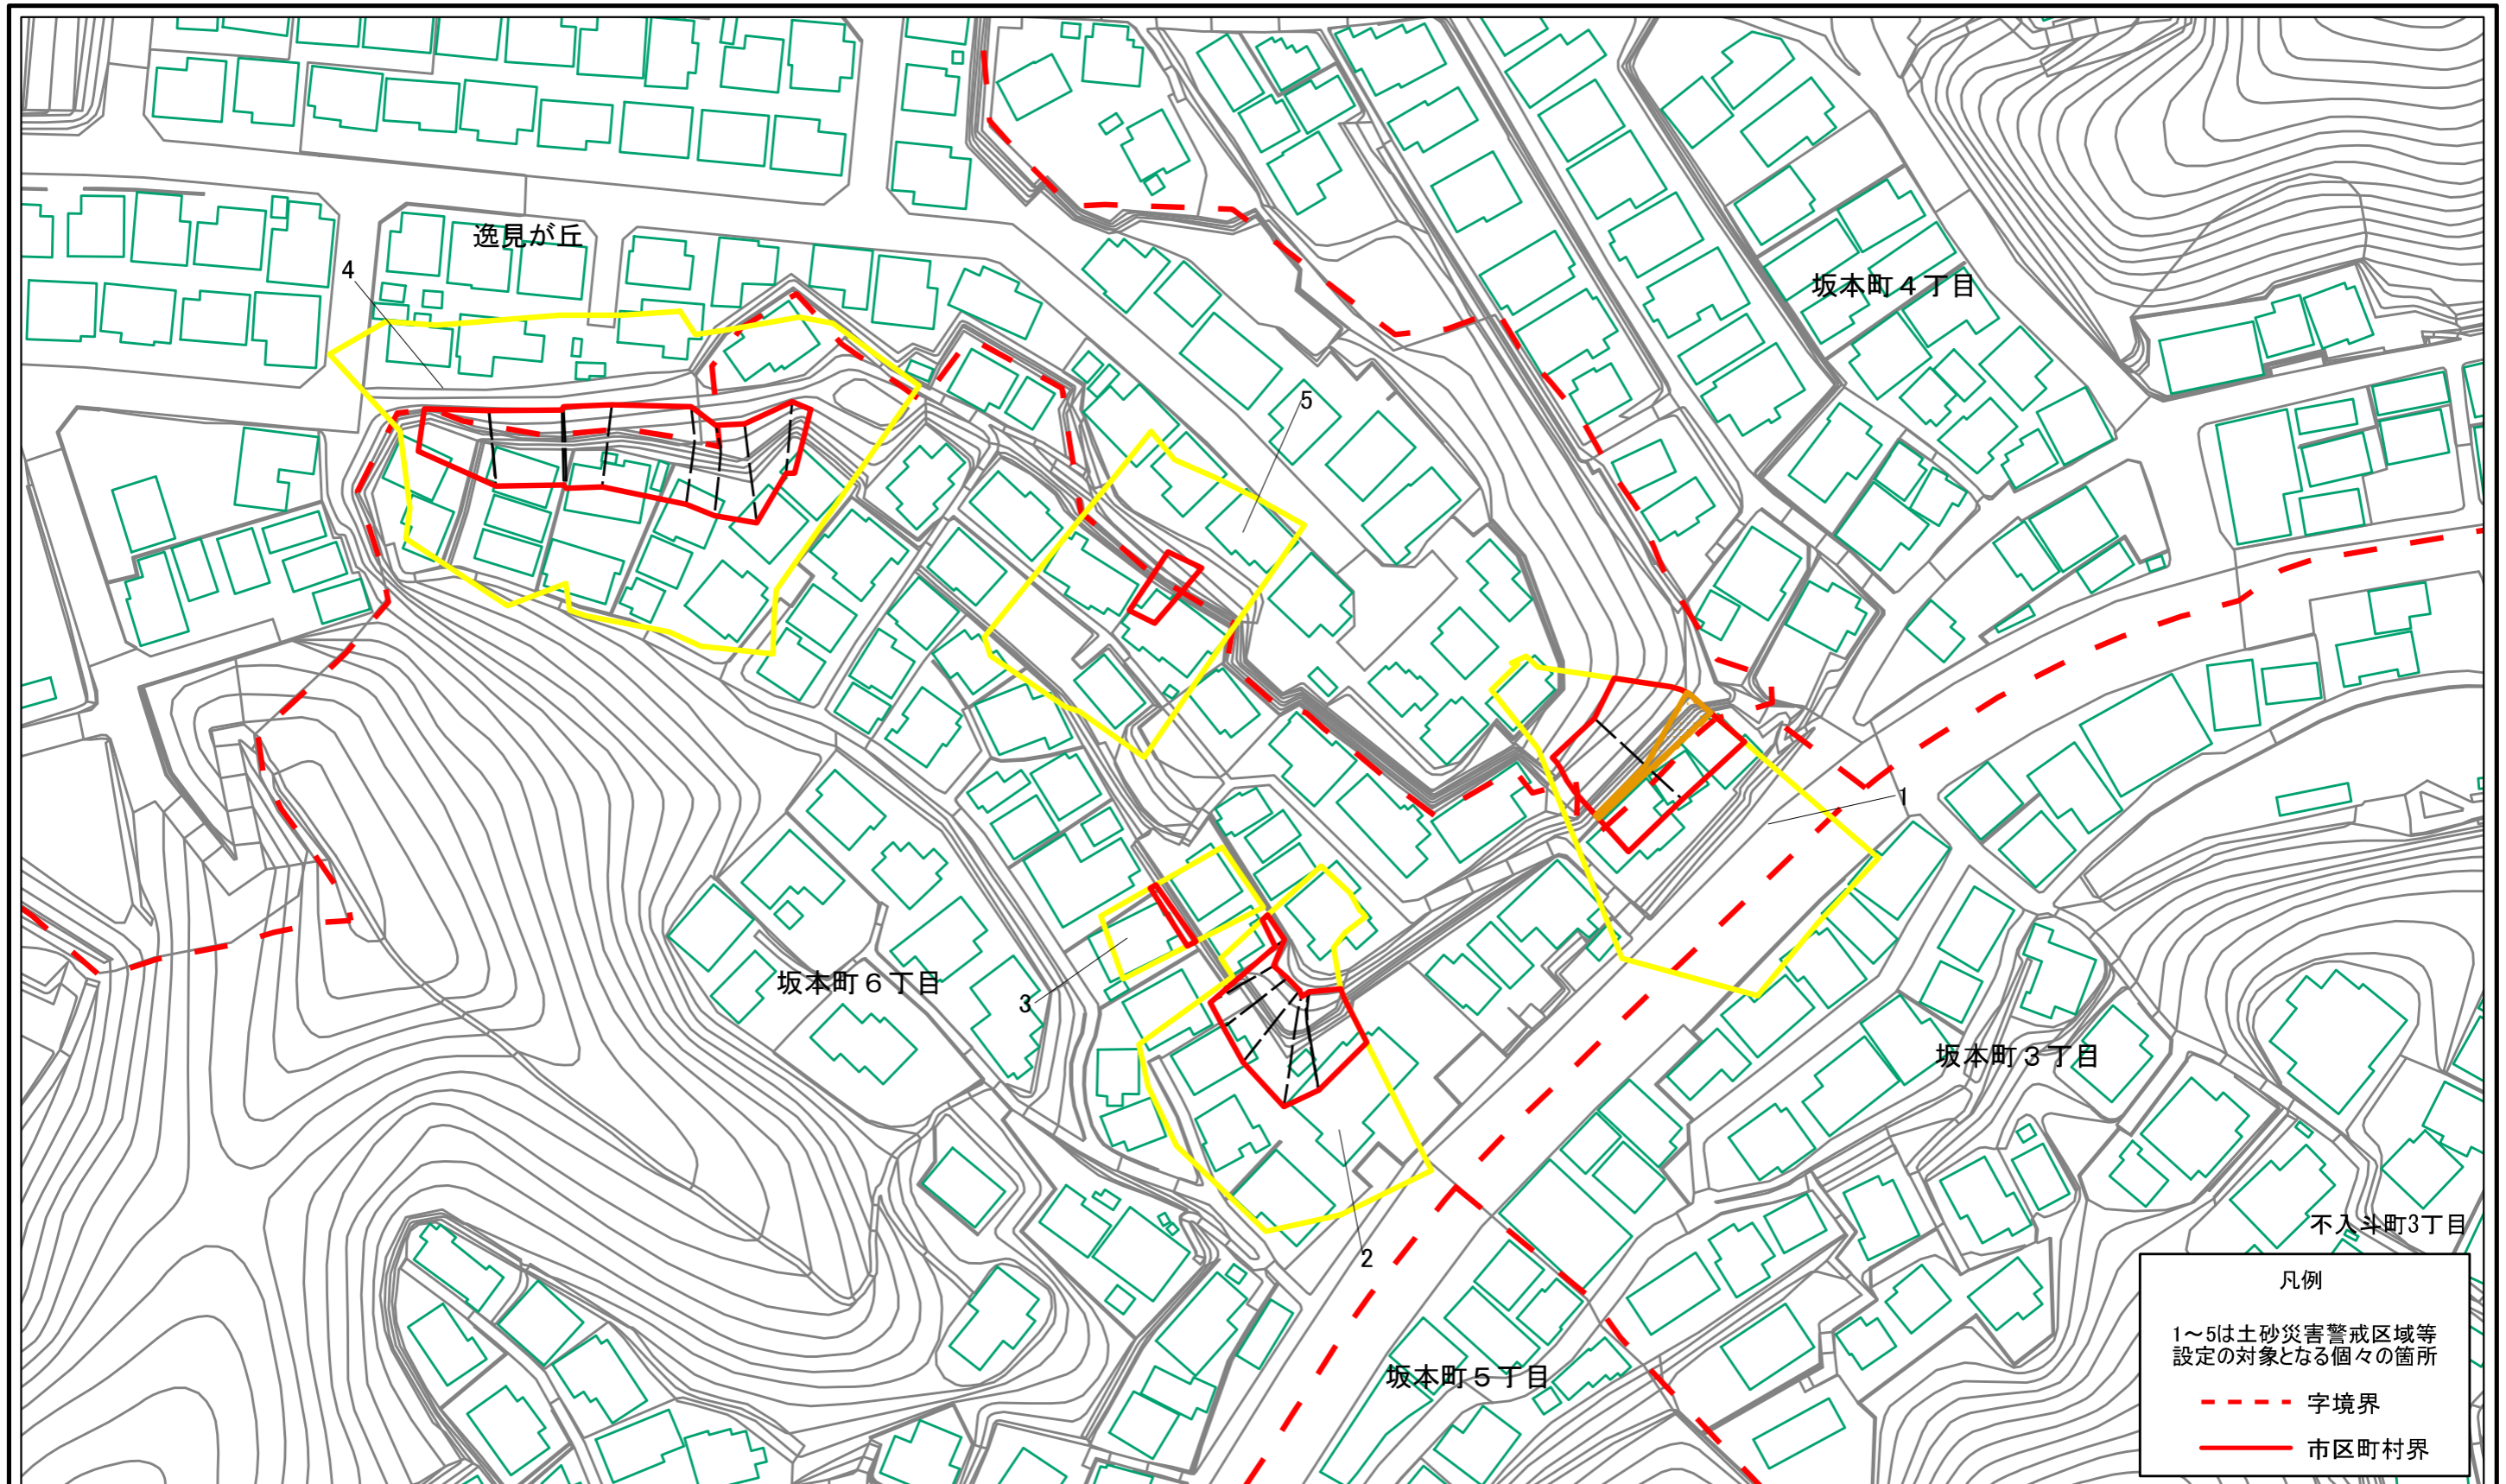 逸見が丘
4
坂本町４丁目
5
1
坂本町６丁目
3
坂本町３丁目
2
不入斗町3丁目
坂本町５丁目
凡例
1～5は土砂災害警戒区域等
設定の対象となる個々の箇所
字境界
市区町村界